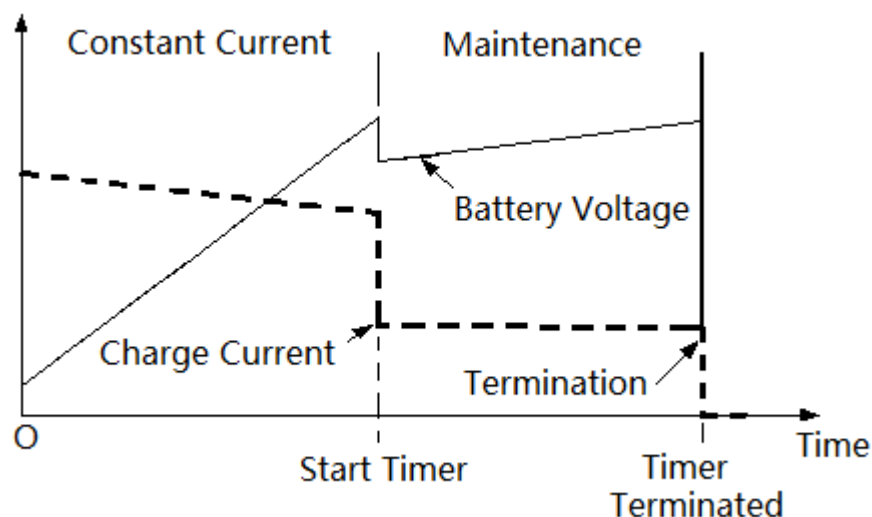 Constant Current
Maintenance
Battery Voltage
Charge Current
Termination
O
Time
Start Timer
Timer
Terminated